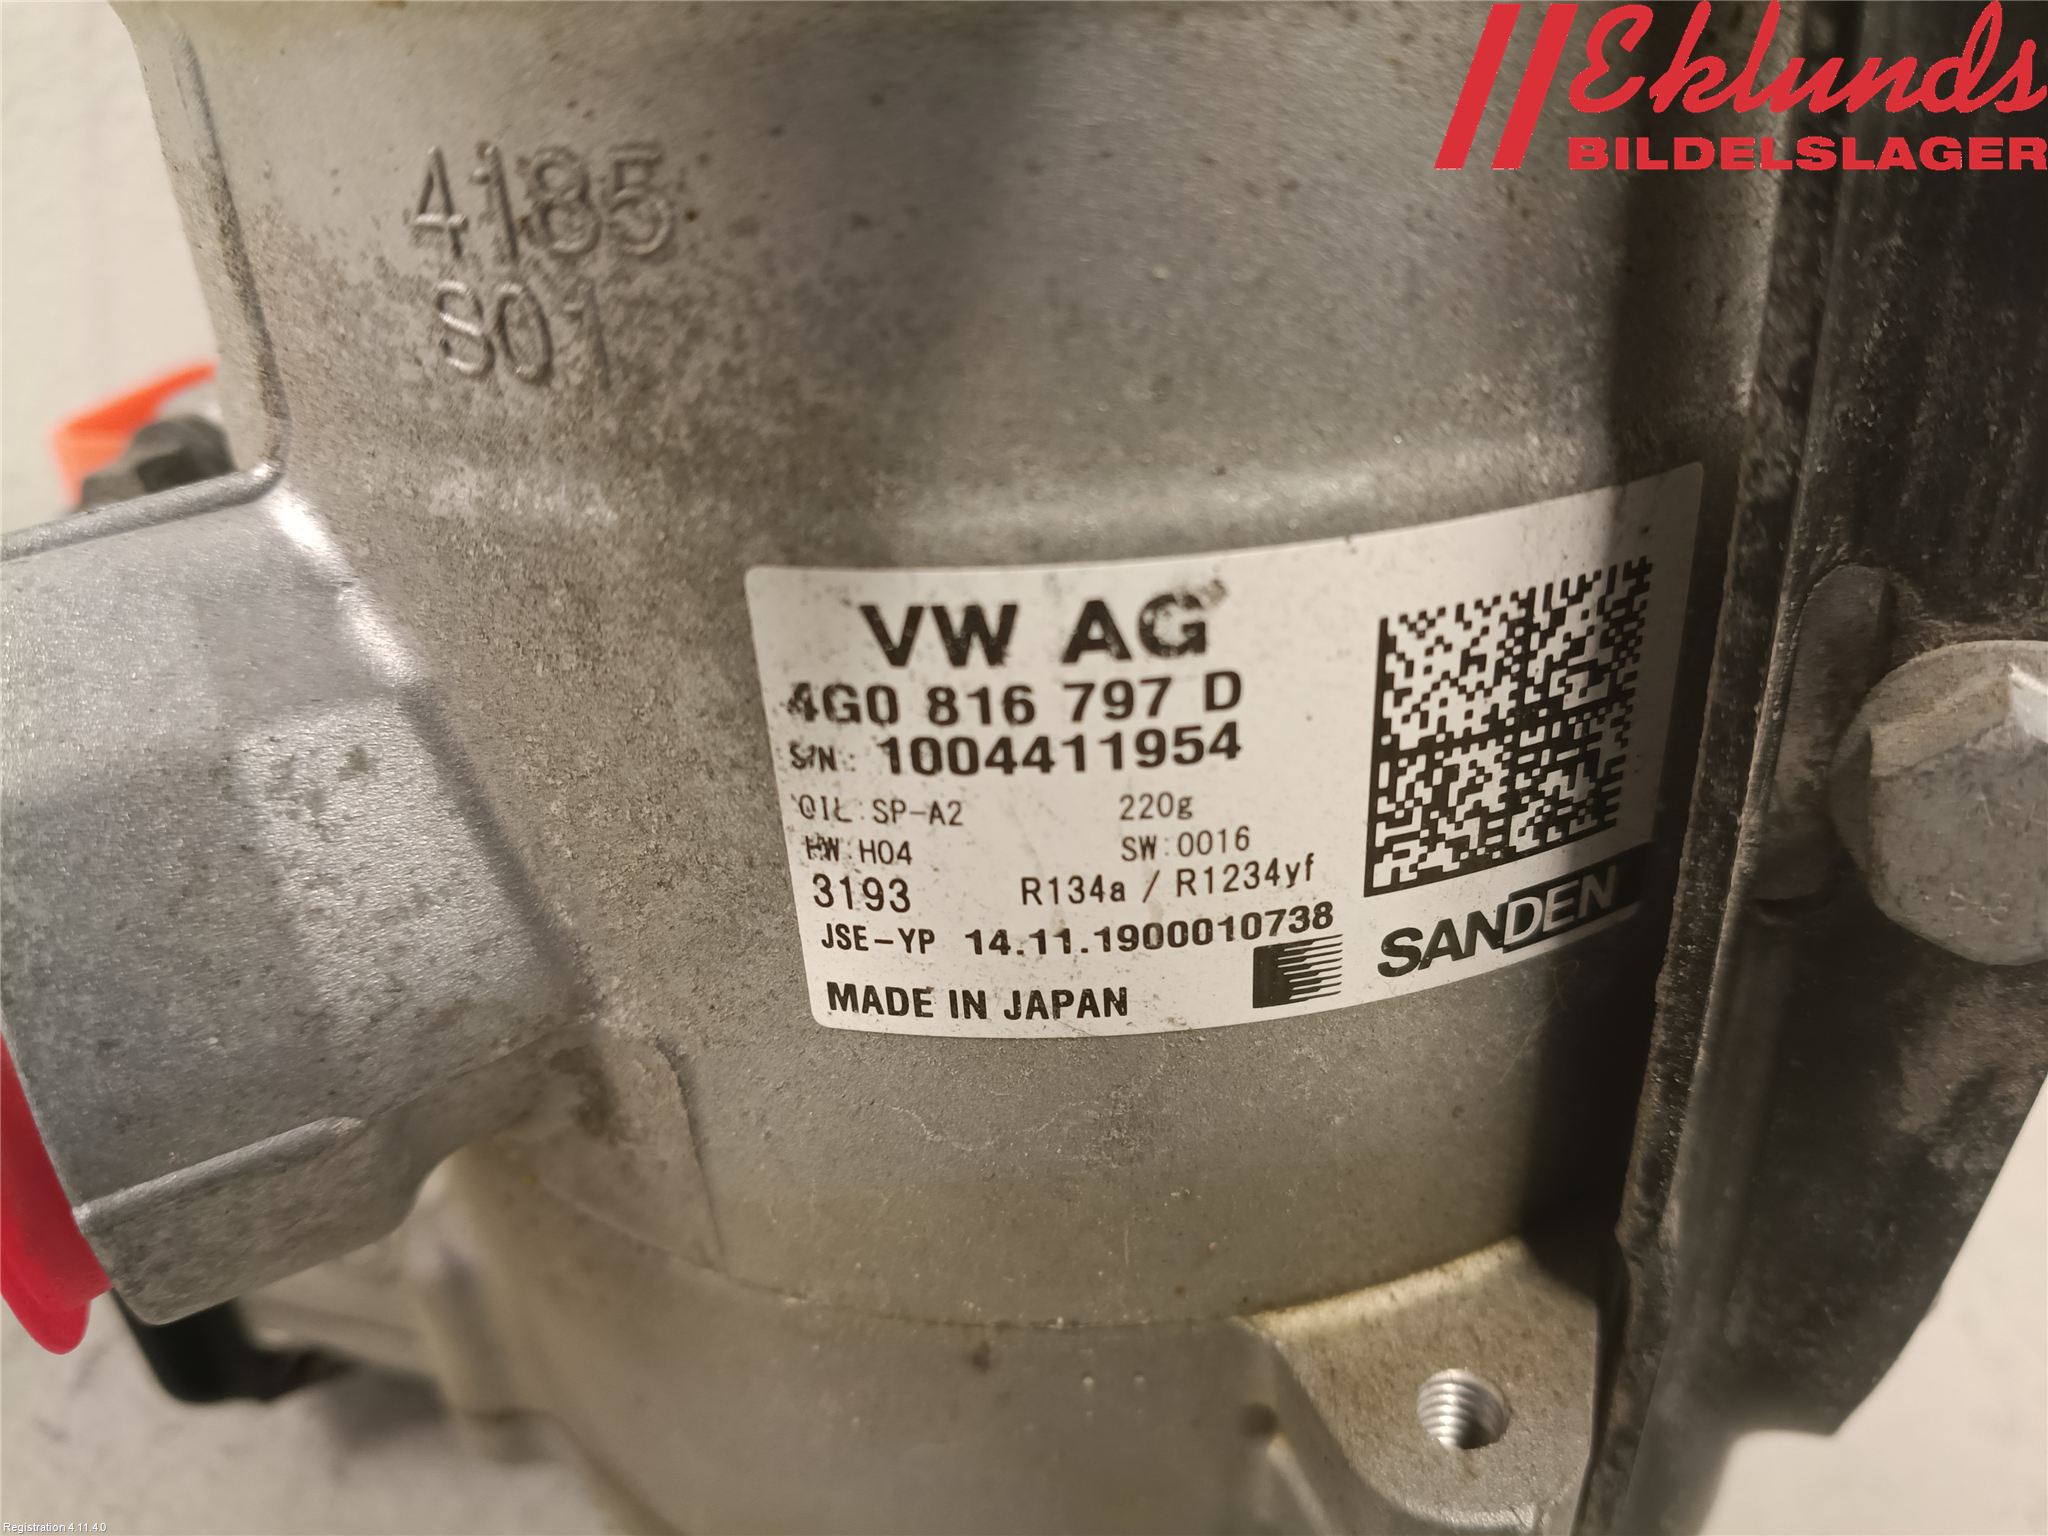 Eklunds
BILDELSLAGER
4185
S01
VW AG
4G0 816 797 D
S/N: 1004411954
OIL: SP-A2 220g
HW:H04 SW:0016
3193 R134a / R1234yf
JSE-YP 14.11.1900010738
SANDEN
MADE IN JAPAN
Registration 4.11.4.0